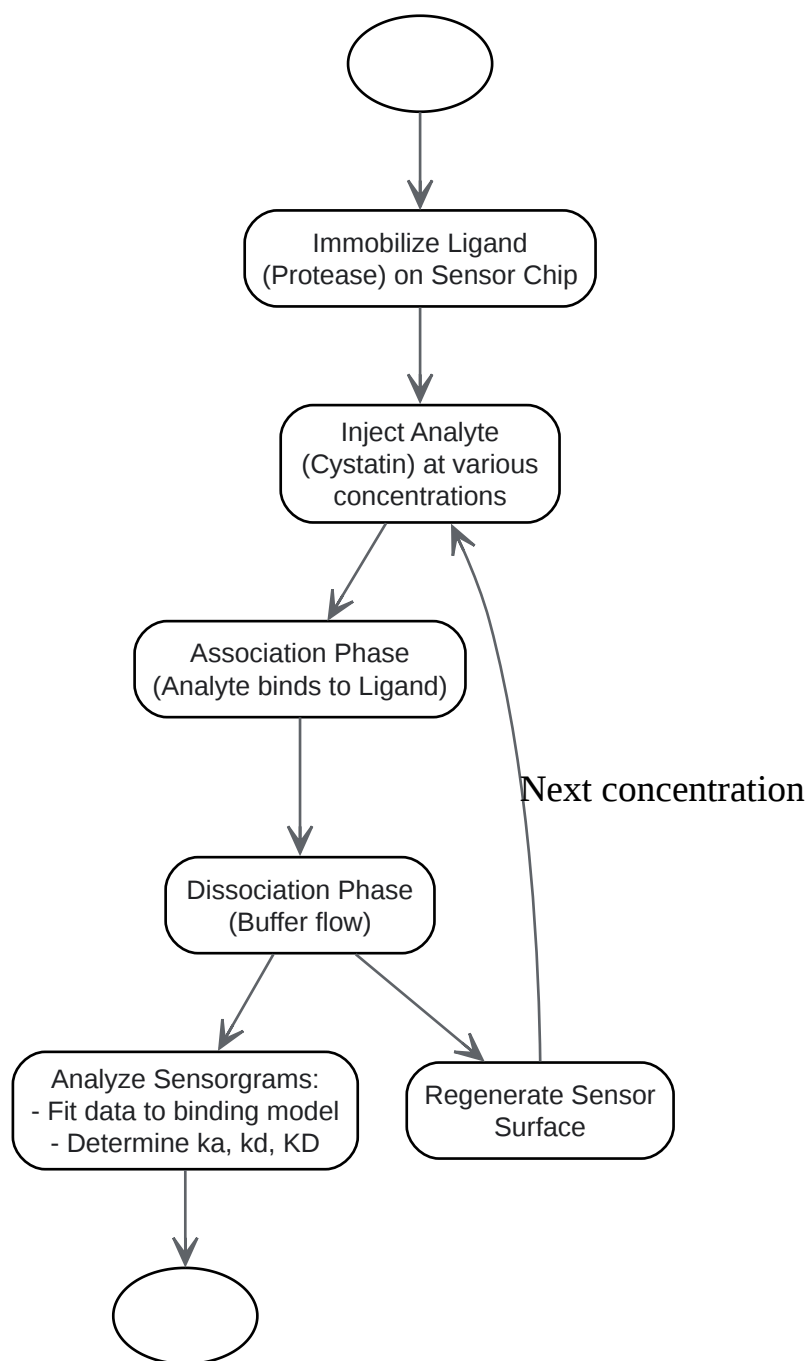 Immobilize Ligand
(Protease) on Sensor Chip
Inject Analyte
(Cystatin) at various
concentrations
Association Phase
(Analyte binds to Ligand)
Next concentration
Dissociation Phase
(Buffer flow)
Analyze Sensorgrams:
- Fit data to binding model
- Determine ka, kd, KD
Regenerate Sensor
Surface